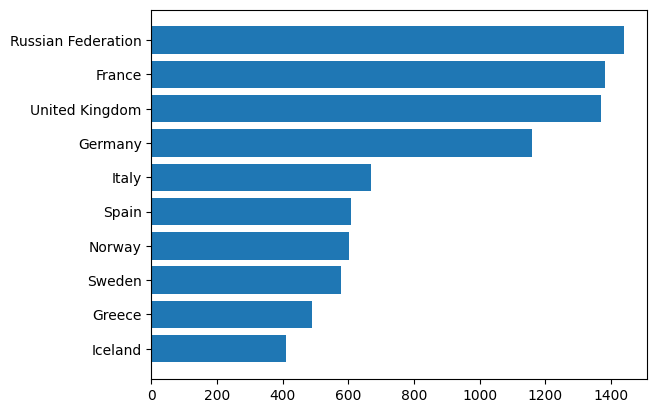 Russian Federation
France
United Kingdom
Germany
Italy
Spain
Norway
Sweden
Greece
Iceland
0 200 400 600 800 1000 1200 1400